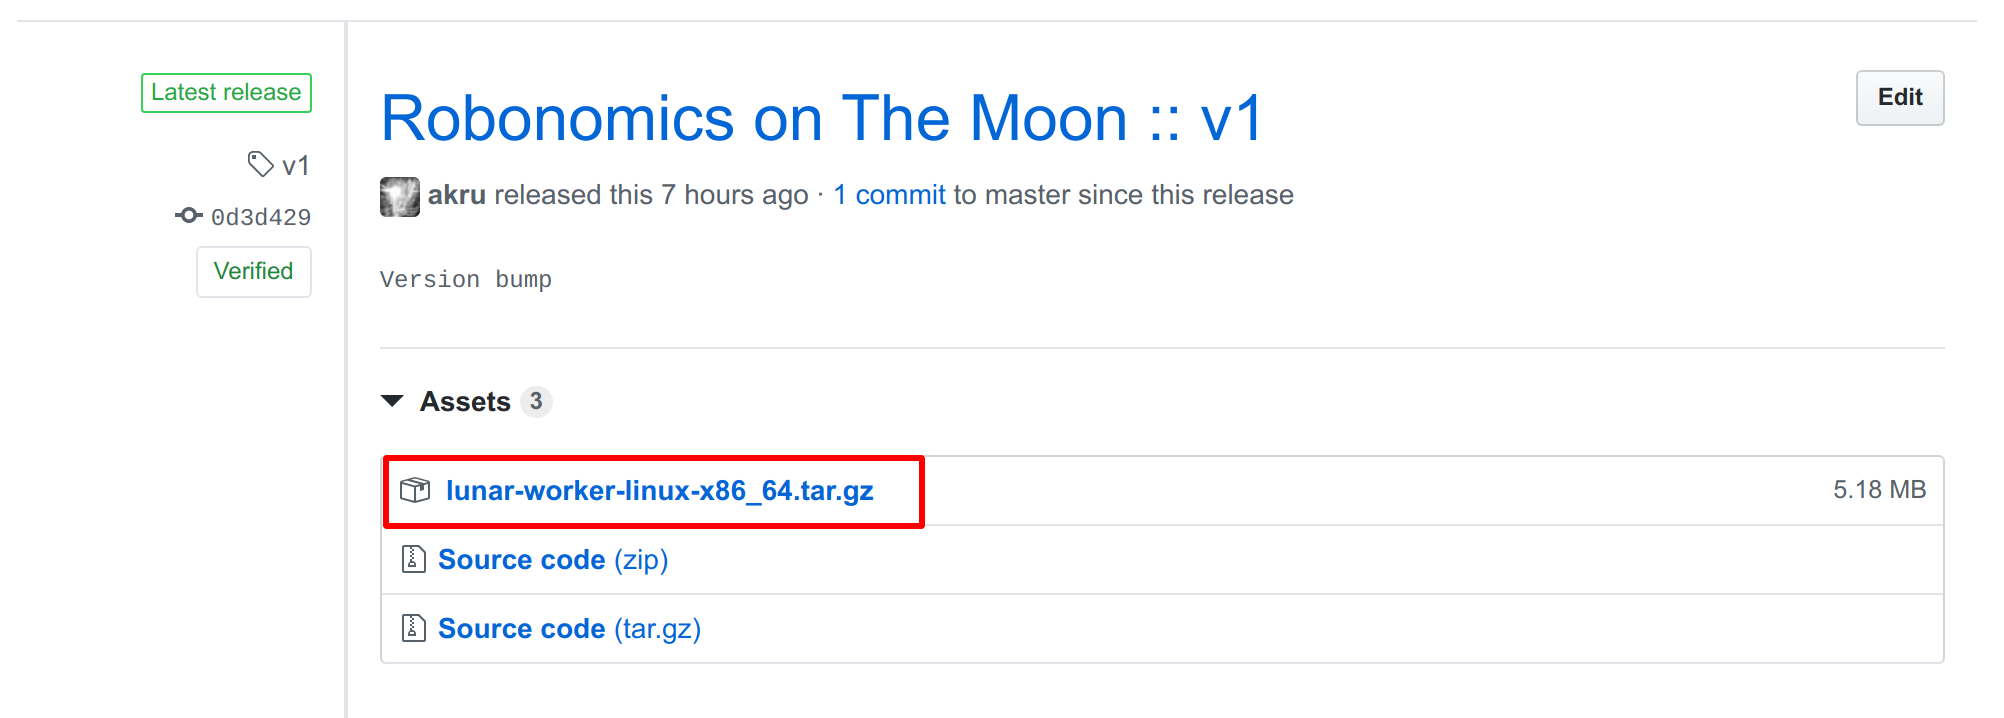 Latest release
v1
0d3d429
Verified
Robonomics on The Moon :: v1
Edit
akru released this 7 hours ago · 1 commit to master since this release
Version bump
Assets 3
lunar-worker-linux-x86_64.tar.gz 5.18 MB
Source code (zip)
Source code (tar.gz)